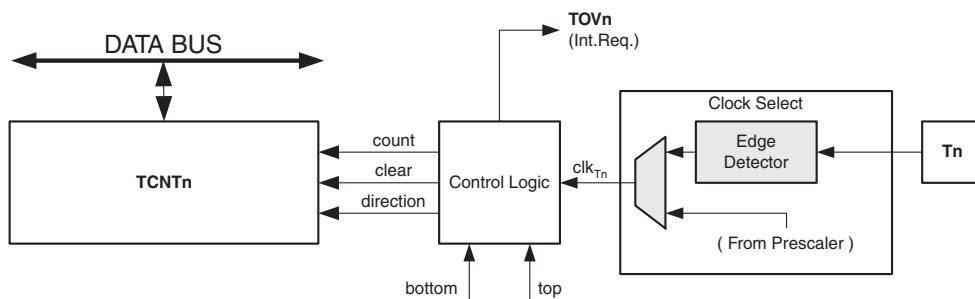 TOVn
(Int.Req.)
DATA BUS
Clock Select
count
Edge
Detector
Tn
TCNTn
clear
Control Logic
clkTn
direction
( From Prescaler )
bottom
top